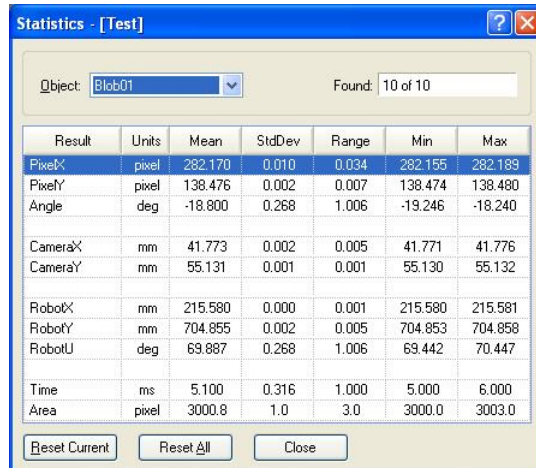 Statistics - [Test]
Object: Blob01 Found: 10 of 10
Result Units Mean StdDev Range Min Max
PixelX pixel 282.170 0.010 0.034 282.155 282.189
PixelY pixel 138.476 0.002 0.007 138.474 138.480
Angle deg -18.800 0.268 1.006 -19.246 -18.240
CameraX mm 41.773 0.002 0.005 41.771 41.776
CameraY mm 55.131 0.001 0.001 55.130 55.132
RobotX mm 215.580 0.000 0.001 215.580 215.581
RobotY mm 704.855 0.002 0.005 704.853 704.858
RobotU deg 69.887 0.268 1.006 69.442 70.447
Time ms 5.100 0.316 1.000 5.000 6.000
Area pixel 3000.8 1.0 3.0 3000.0 3003.0
Reset Current Reset All Close